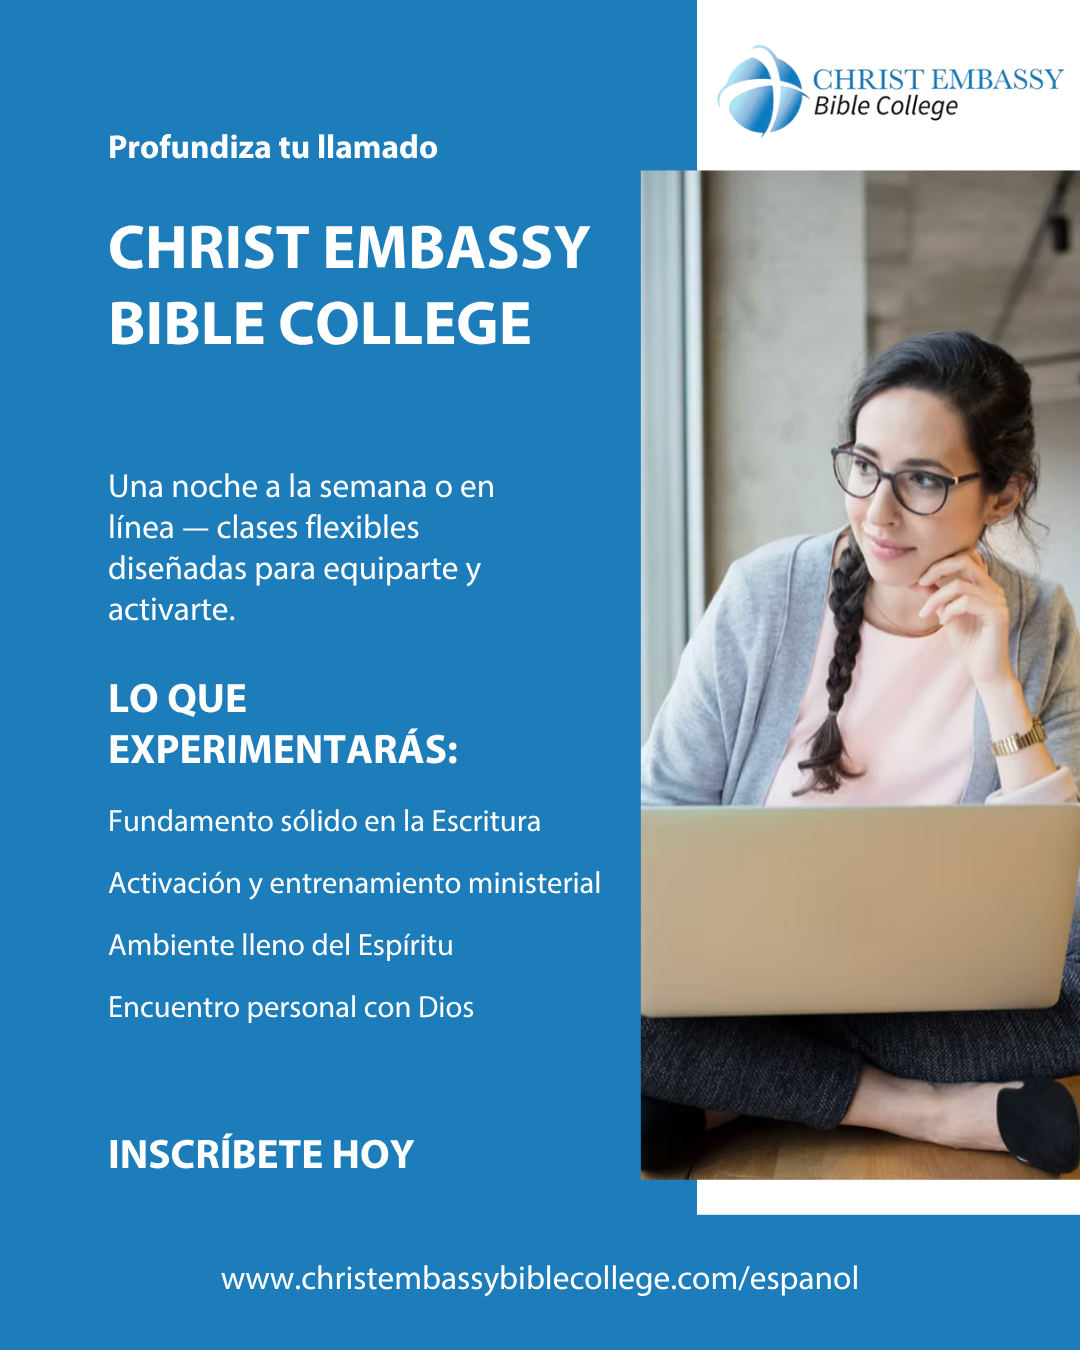 CHRIST EMBASSY
Bible College
Profundiza tu llamado
CHRIST EMBASSY
BIBLE COLLEGE
Una noche a la semana o en
línea — clases flexibles
diseñadas para equiparte y
activarte.
LO QUE
EXPERIMENTARÁS:
Fundamento sólido en la Escritura
Activación y entrenamiento ministerial
Ambiente lleno del Espíritu
Encuentro personal con Dios
INSCRÍBETE HOY
www.christembassybiblecollege.com/espanol